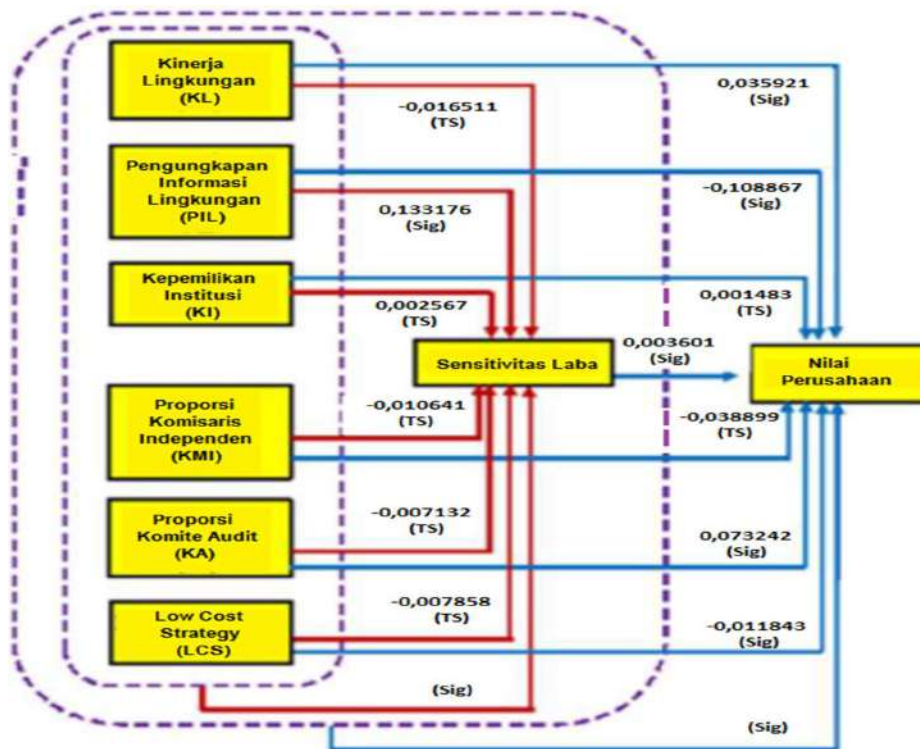 Kinerja
Lingkungan
(KL)
0,035921
(Sig)
-0,016511
(TS)
Pengungkapan
Informasi
Lingkungan
(PIL)
-0,108867
(Sig)
0,133176
(Sig)
Kepemilikan
Institusi
(KI)
0,002567
(TS)
0,001483
(TS)
Sensitivitas Laba
0,003601
(Sig)
Nilai
Perusahaan
Proporsi
Komisaris
Independen
(KMI)
-0,010641
(TS)
-0,038899
(TS)
Proporsi
Komite Audit
(KA)
-0,007132
(TS)
0,073242
(Sig)
Low Cost
Strategy
(LCS)
-0,007858
(TS)
-0,011843
(Sig)
(Sig)
(Sig)